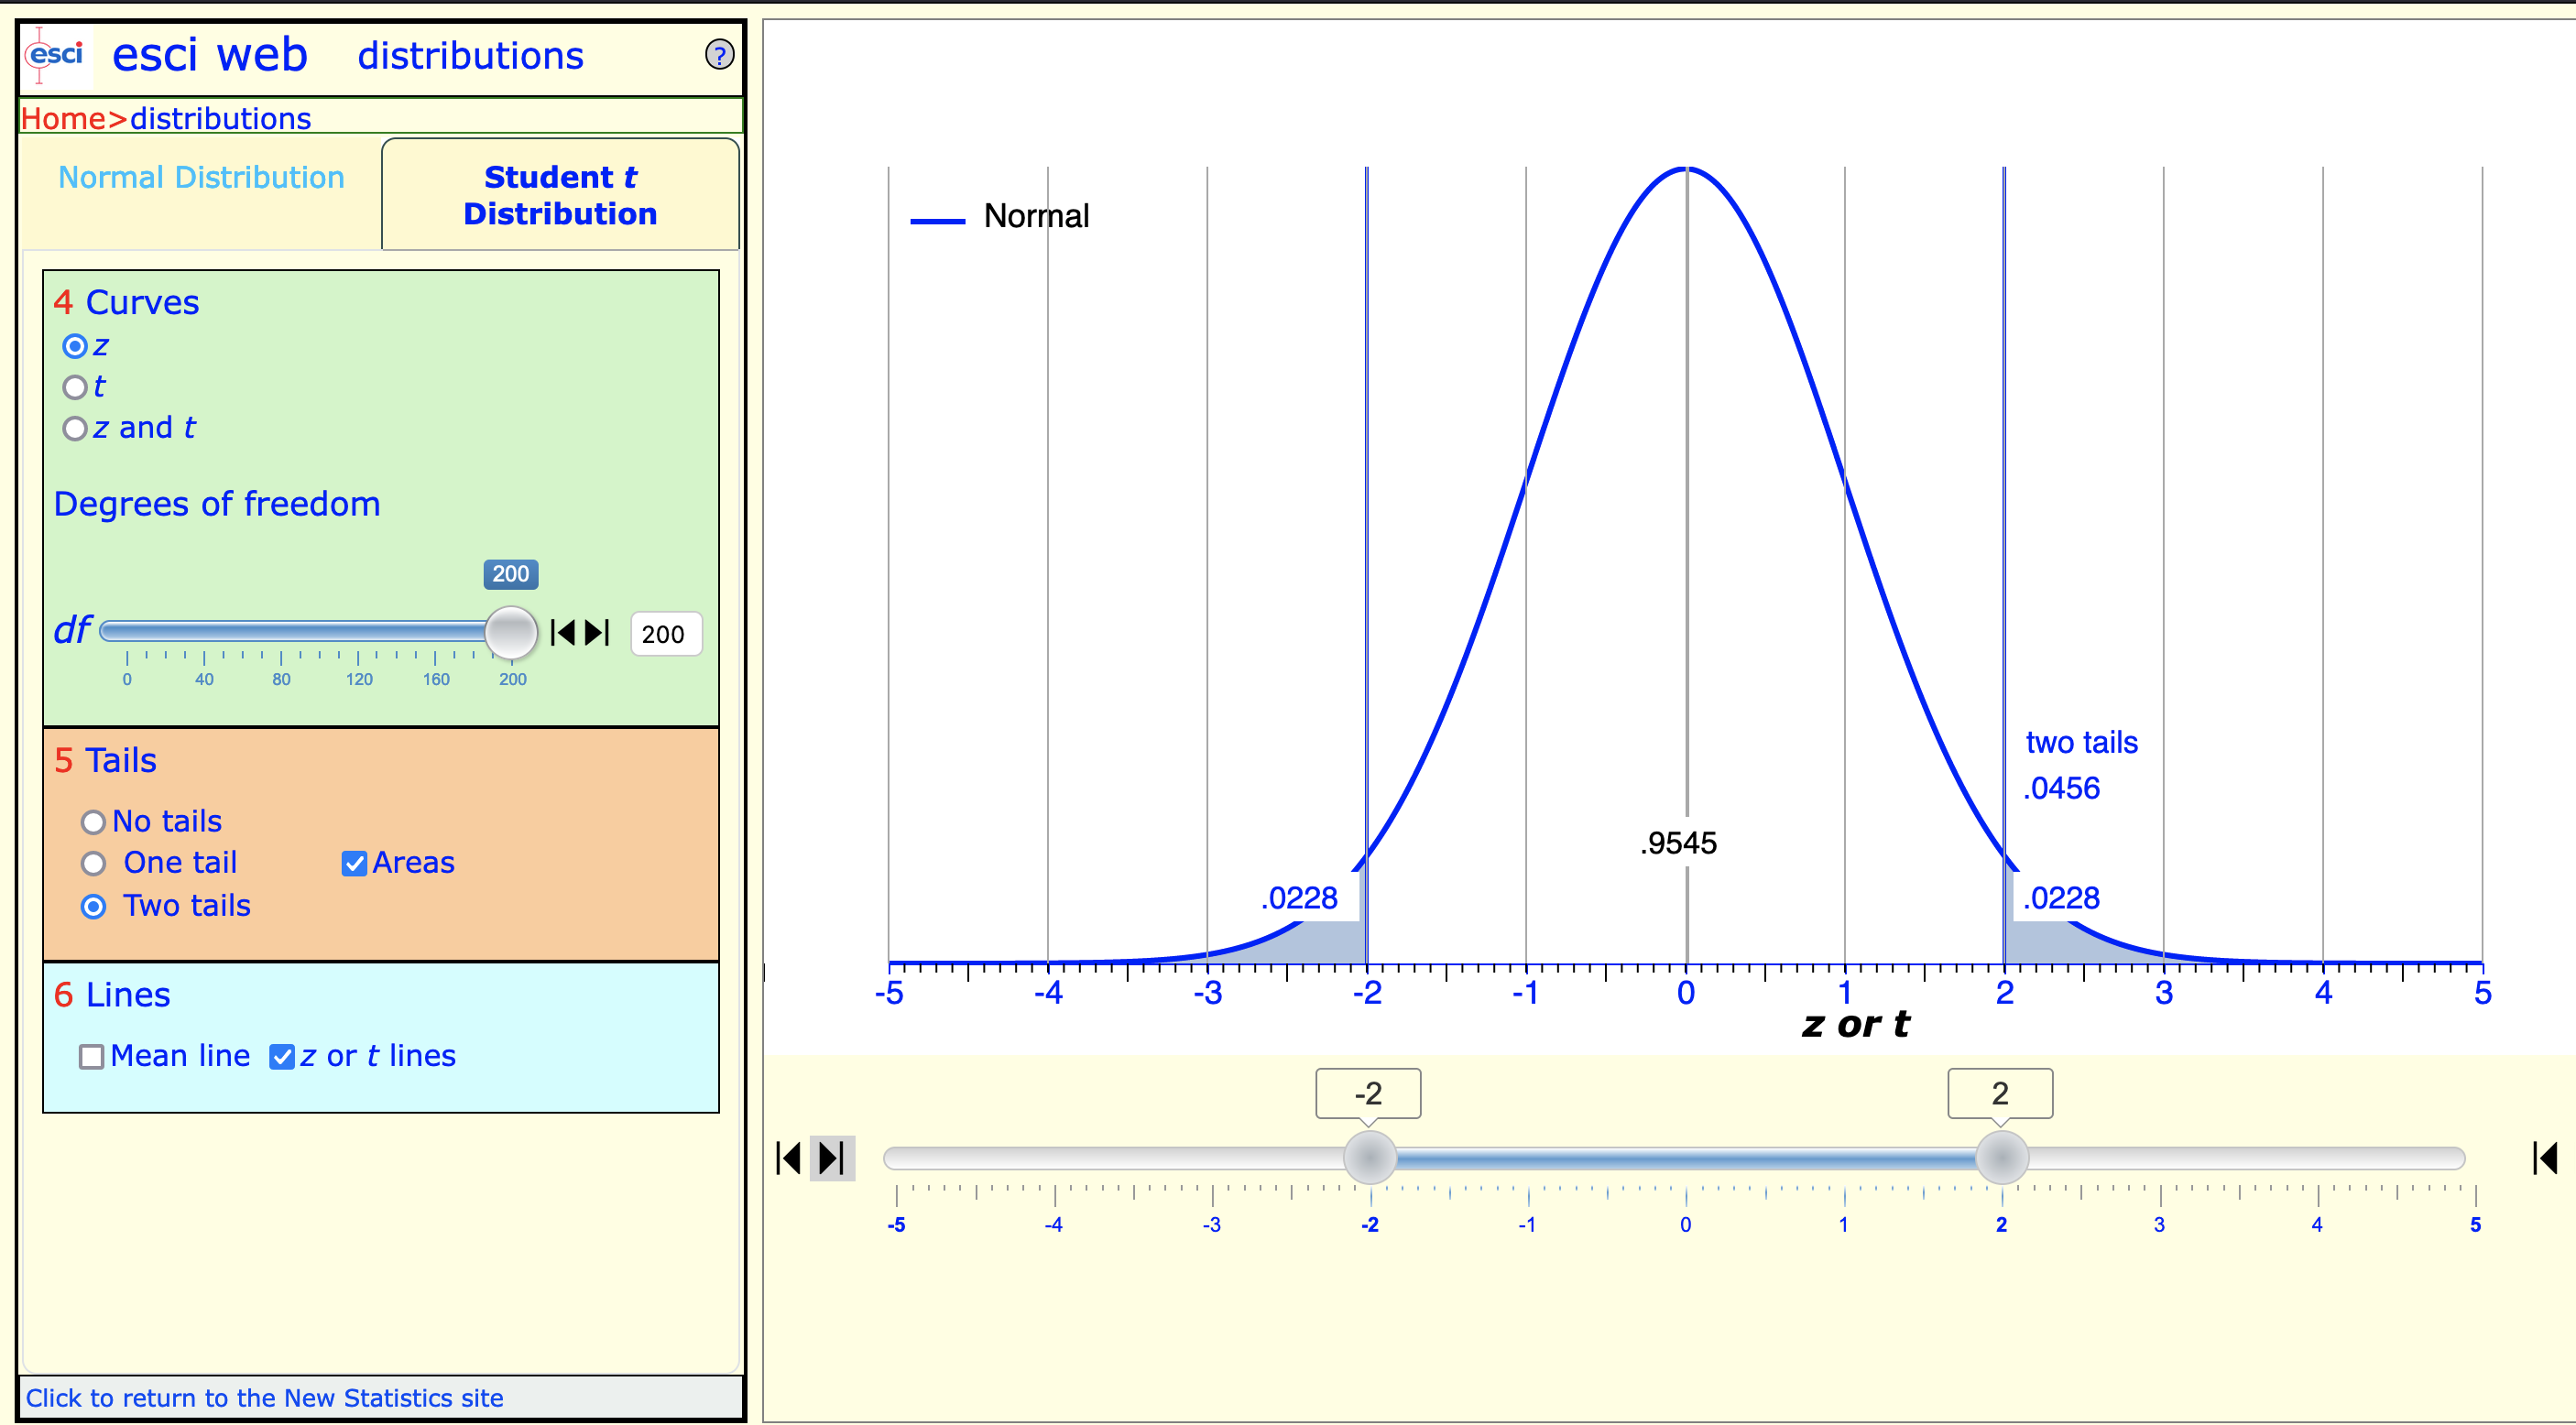 esci esci web distributions ?
Home>distributions
Normal Distribution
Student t
Distribution
4 Curves
z
t
z and t
Degrees of freedom
200
df 200
0 40 80 120 160 200
5 Tails
No tails
One tail Areas
Two tails
6 Lines
Mean line z or t lines
Click to return to the New Statistics site
Normal
two tails
.0456
.9545
.0228 .0228
-5 -4 -3 -2 -1 0 1 2 3 4 5
z or t
-2 2
-5 -4 -3 -2 -1 0 1 2 3 4 5